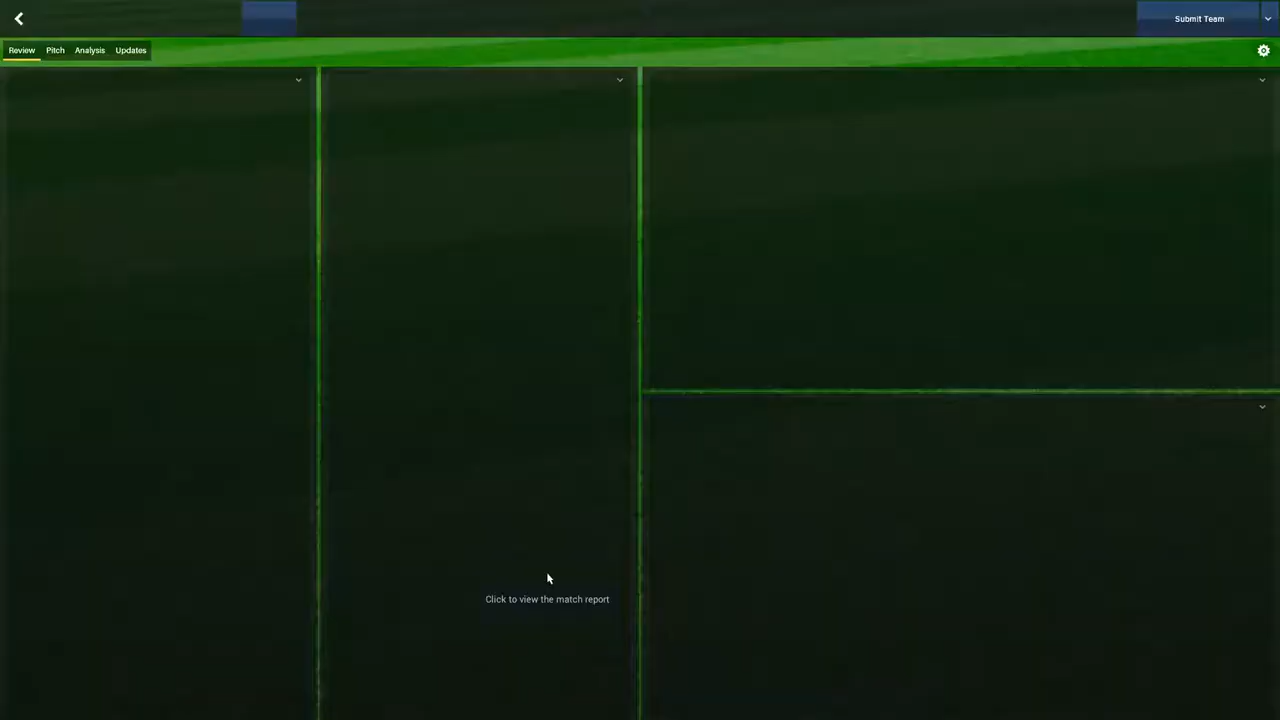 Submit Team
Review Pitch Analysis Updates
Click to view the match report